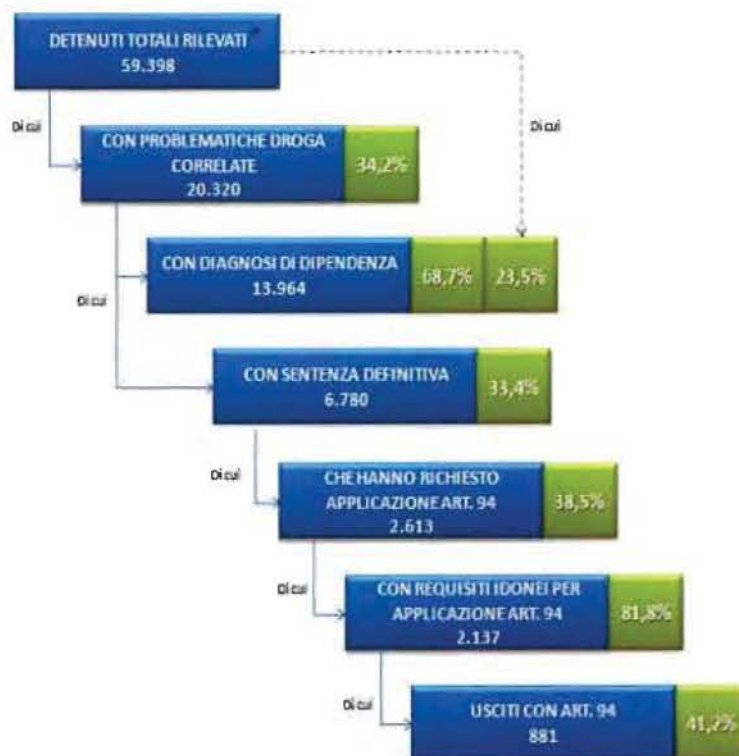 DETENUTI TOTALI RILEVATI
59.398
Di cui
Di cui
CON PROBLEMATICHE DROGA
CORRELATE
20.320
34,2%
CON DIAGNOSI DI DIPENDENZA
13.964
68,7%
23,5%
Di cui
CON SENTENZA DEFINITIVA
6.780
33,4%
Di cui
CHE HANNO RICHIESTO
APPLICAZIONE ART. 94
2.613
38,5%
Di cui
CON REQUISITI IDONEI PER
APPLICAZIONE ART. 94
2.137
81,8%
Di cui
USCITI CON ART. 94
881
41,2%